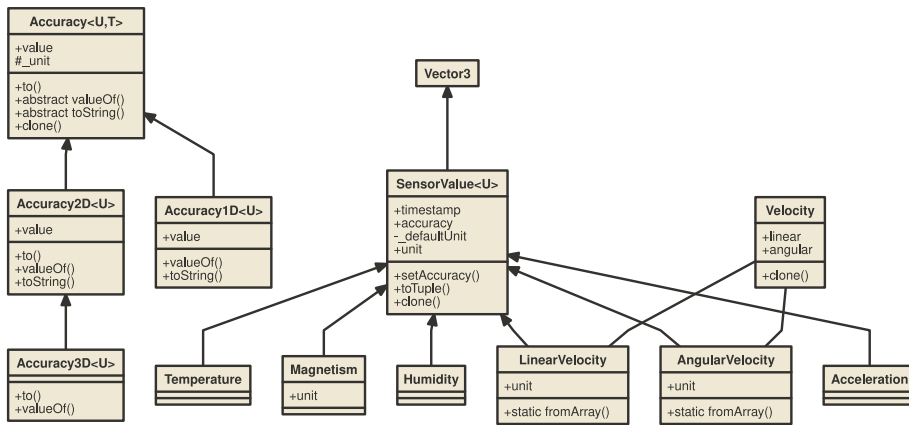 Accuracy<U,T>
+value
#_unit
+to()
+abstract valueOf()
+abstract toString()
+clone()
Vector3
Accuracy2D<U>
+value
+to()
+valueOf()
+toString()
Accuracy1D<U>
+value
+valueOf()
+toString()
SensorValue<U>
+timestamp
+accuracy
-_defaultUnit
+unit
+setAccuracy()
+toTuple()
+clone()
Velocity
+linear
+angular
+clone()
Accuracy3D<U>
+to()
+valueOf()
Temperature
Magnetism
+unit
Humidity
LinearVelocity
+unit
+static fromArray()
AngularVelocity
+unit
+static fromArray()
Acceleration